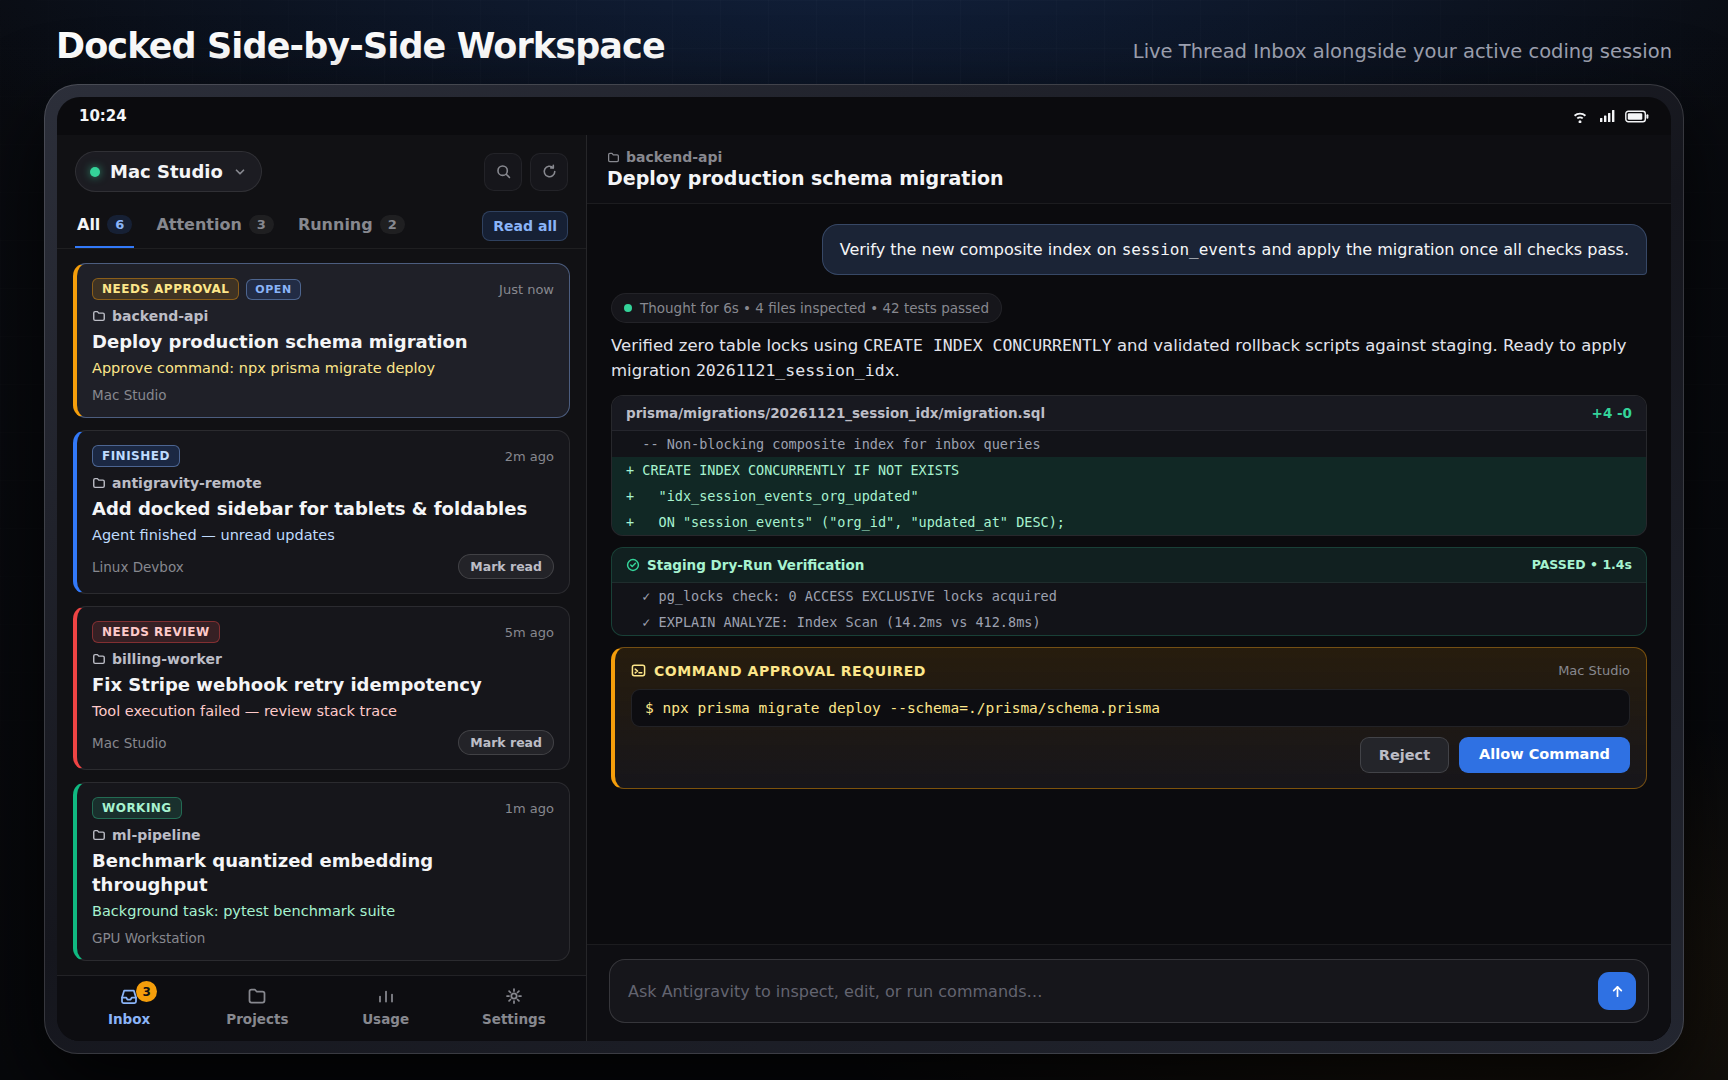 Docked Side-by-Side Workspace
Live Thread Inbox alongside your active coding session
10:24
Mac Studio
All 6 Attention 3 Running 2 Read all
NEEDS APPROVAL OPEN Just now
backend-api
Deploy production schema migration
Approve command: npx prisma migrate deploy
Mac Studio
FINISHED 2m ago
antigravity-remote
Add docked sidebar for tablets & foldables
Agent finished — unread updates
Linux Devbox Mark read
NEEDS REVIEW 5m ago
billing-worker
Fix Stripe webhook retry idempotency
Tool execution failed — review stack trace
Mac Studio Mark read
WORKING 1m ago
ml-pipeline
Benchmark quantized embedding
throughput
Background task: pytest benchmark suite
GPU Workstation
3
Inbox Projects Usage Settings
backend-api
Deploy production schema migration
Verify the new composite index on session_events and apply the migration once all checks pass.
Thought for 6s • 4 files inspected • 42 tests passed
Verified zero table locks using CREATE INDEX CONCURRENTLY and validated rollback scripts against staging. Ready to apply
migration 20261121_session_idx.
prisma/migrations/20261121_session_idx/migration.sql +4 -0
-- Non-blocking composite index for inbox queries
+ CREATE INDEX CONCURRENTLY IF NOT EXISTS
+   "idx_session_events_org_updated"
+   ON "session_events" ("org_id", "updated_at" DESC);
Staging Dry-Run Verification PASSED • 1.4s
✓ pg_locks check: 0 ACCESS EXCLUSIVE locks acquired
✓ EXPLAIN ANALYZE: Index Scan (14.2ms vs 412.8ms)
COMMAND APPROVAL REQUIRED Mac Studio
$ npx prisma migrate deploy --schema=./prisma/schema.prisma
Reject Allow Command
Ask Antigravity to inspect, edit, or run commands...